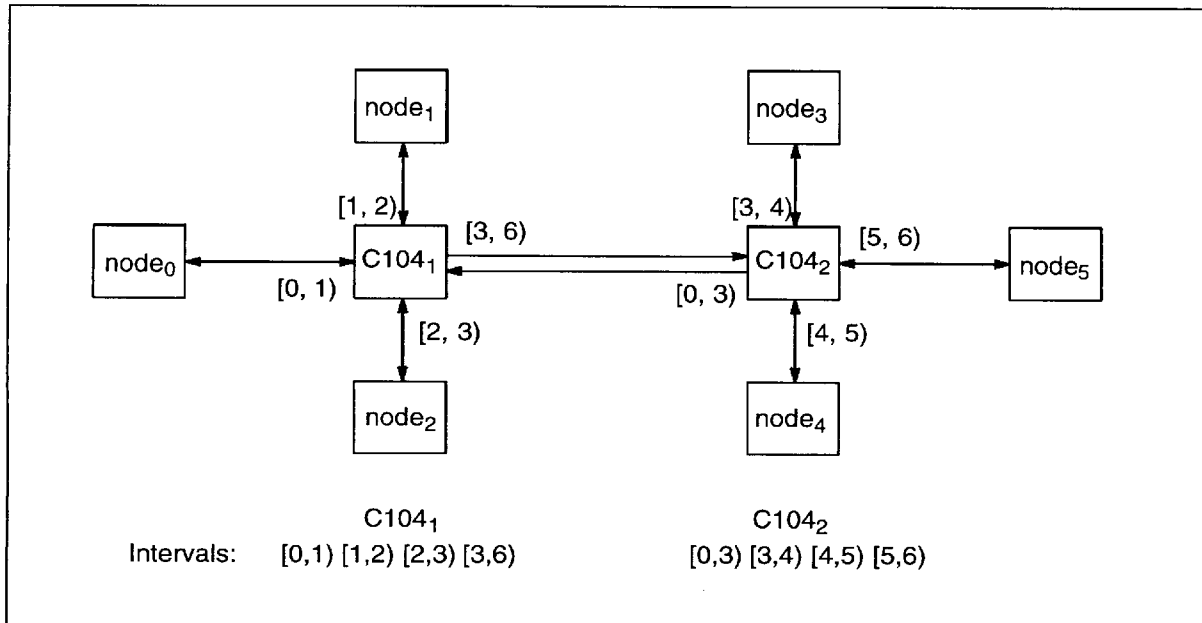 node₁
node₃
[1, 2)
[3, 4)
[3, 6)
[5, 6)
node₀
C104₁
C104₂
node₅
[0, 1)
[0, 3)
[2, 3)
[4, 5)
node₂
node₄
C104₁
C104₂
Intervals: [0,1) [1,2) [2,3) [3,6) [0,3) [3,4) [4,5) [5,6)